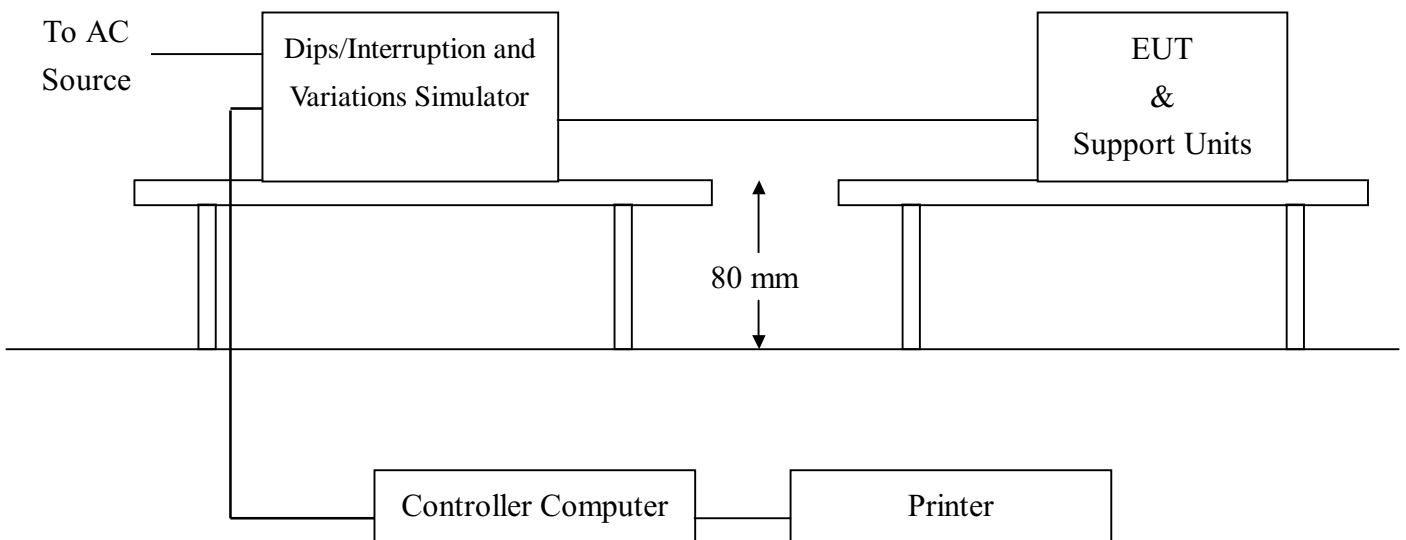 To AC
Source
Dips/Interruption and
Variations Simulator
EUT
&
Support Units
80 mm
Controller Computer
Printer